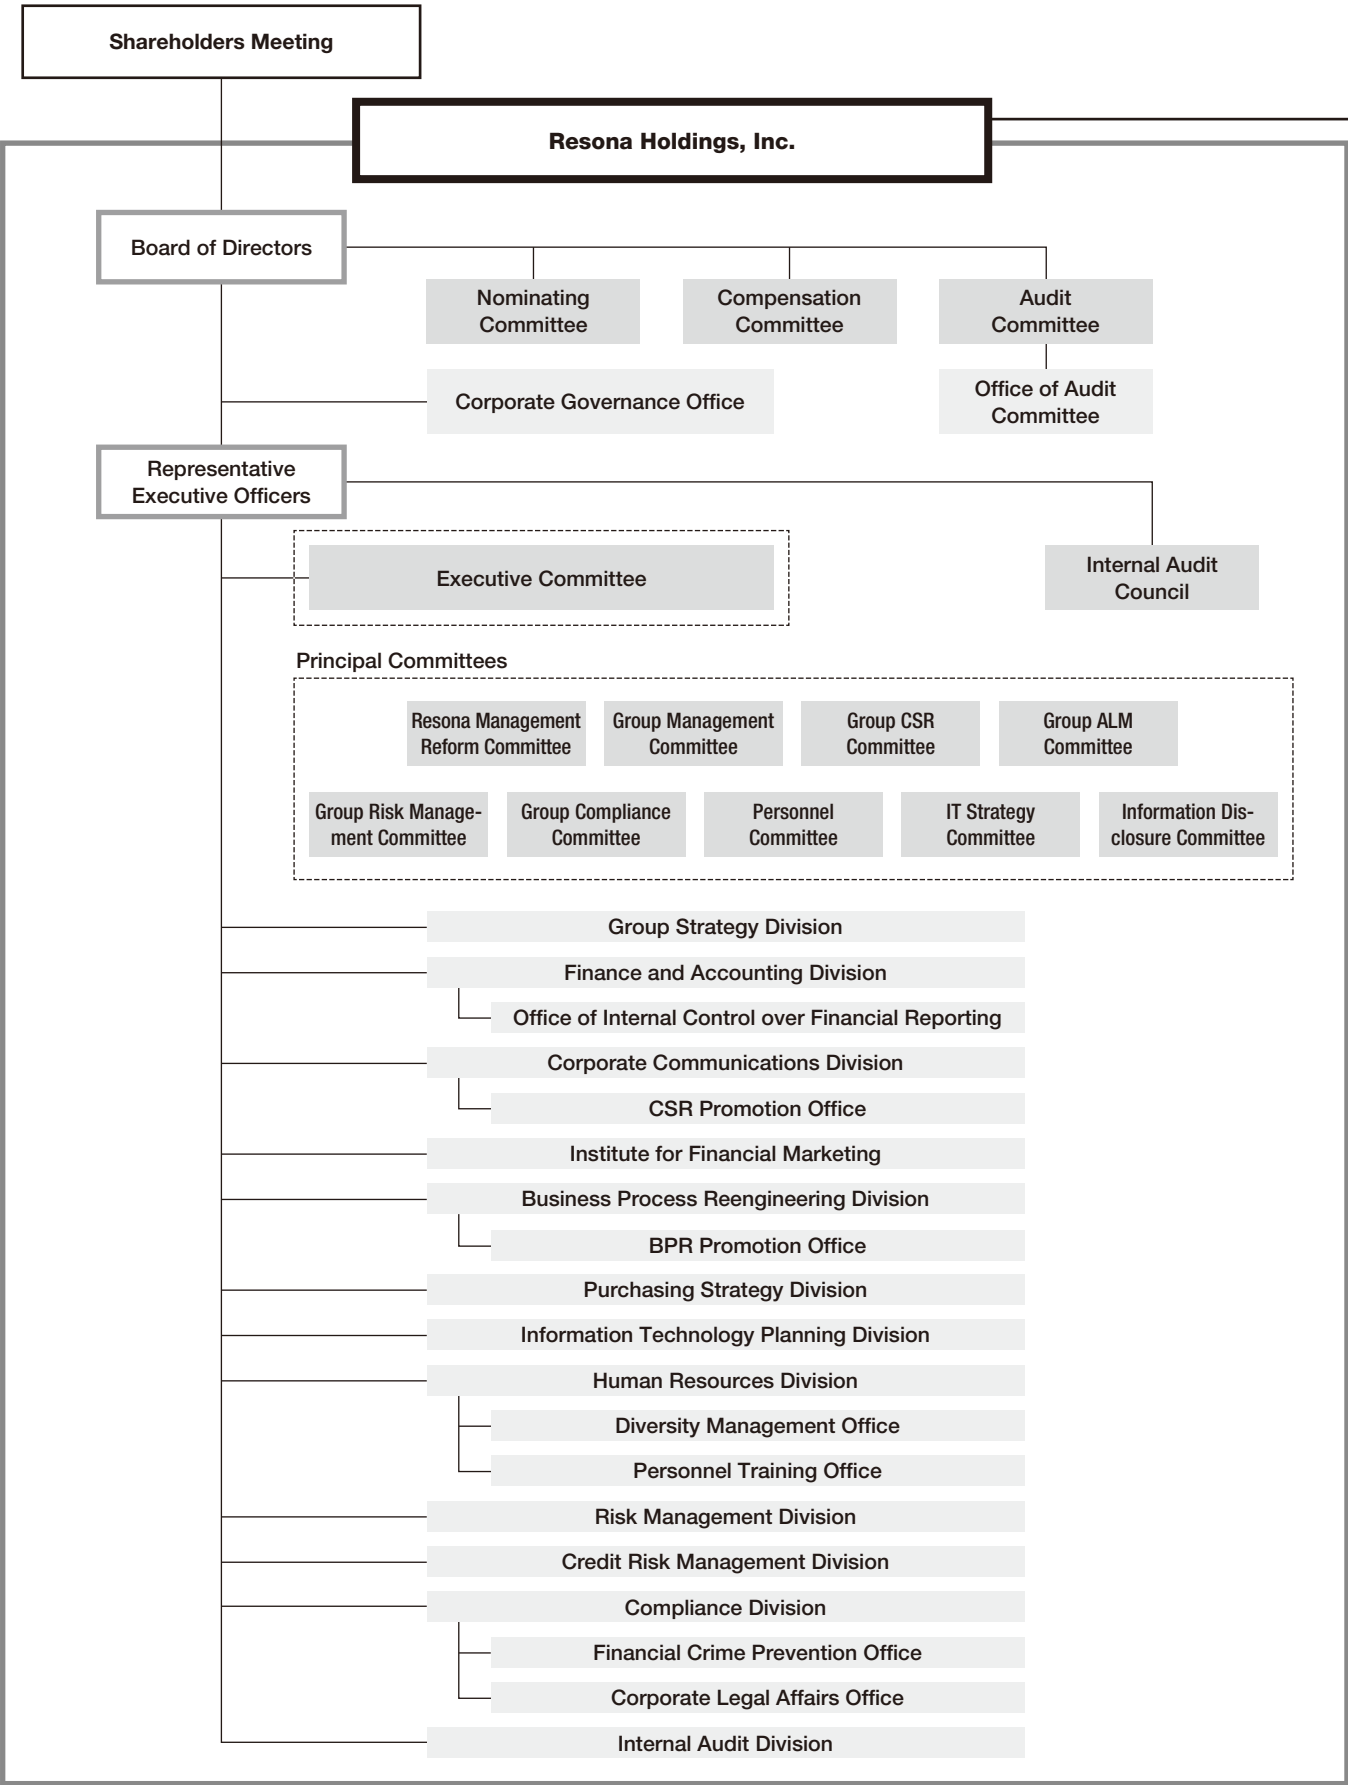 Shareholders Meeting
Resona Holdings, Inc.
Board of Directors
Nominating
Committee
Compensation
Committee
Audit
Committee
Corporate Governance Office
Office of Audit
Committee
Representative
Executive Officers
Executive Committee
Internal Audit
Council
Principal Committees
Resona Management
Reform Committee
Group Management
Committee
Group CSR
Committee
Group ALM
Committee
Group Risk Manage-
ment Committee
Group Compliance
Committee
Personnel
Committee
IT Strategy
Committee
Information Dis-
closure Committee
Group Strategy Division
Finance and Accounting Division
Office of Internal Control over Financial Reporting
Corporate Communications Division
CSR Promotion Office
Institute for Financial Marketing
Business Process Reengineering Division
BPR Promotion Office
Purchasing Strategy Division
Information Technology Planning Division
Human Resources Division
Diversity Management Office
Personnel Training Office
Risk Management Division
Credit Risk Management Division
Compliance Division
Financial Crime Prevention Office
Corporate Legal Affairs Office
Internal Audit Division